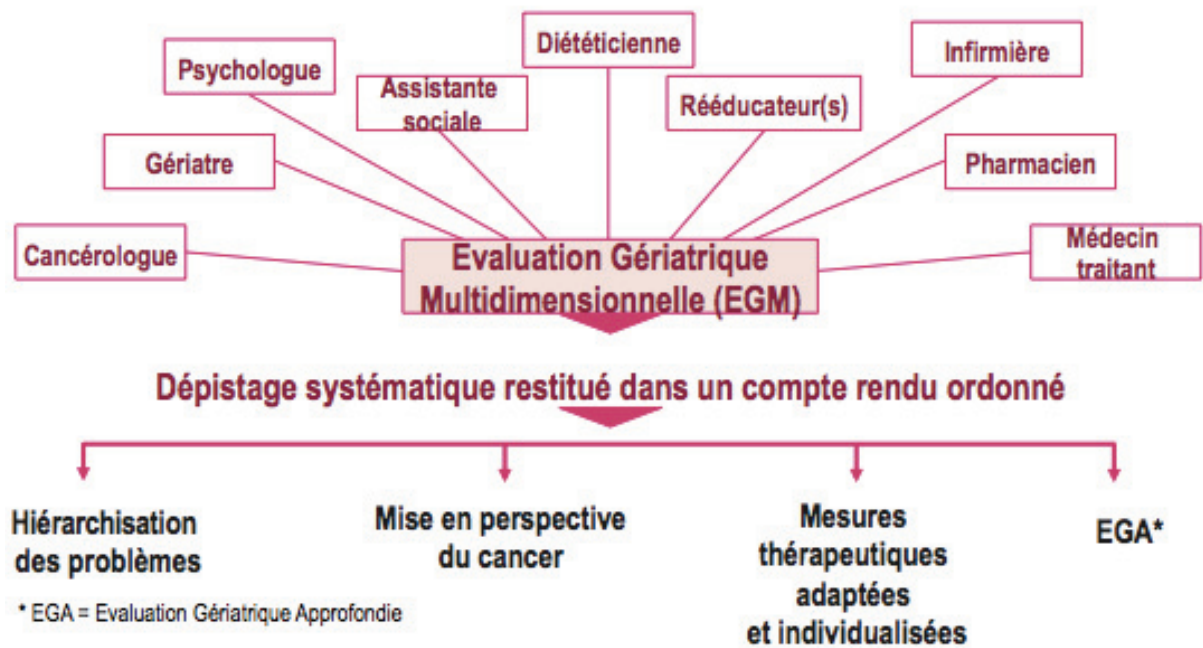 Diététicienne
Infirmière
Psychologue
Assistante
sociale
Rééducateur(s)
Gériatre
Pharmacien
Cancérologue
Evaluation Gériatrique
Multidimensionnelle (EGM)
Médecin
traitant
Dépistage systématique restitué dans un compte rendu ordonné
Hiérarchisation
des problèmes
Mise en perspective
du cancer
Mesures
thérapeutiques
adaptées
et individualisées
EGA*
* EGA = Evaluation Gériatrique Approfondie